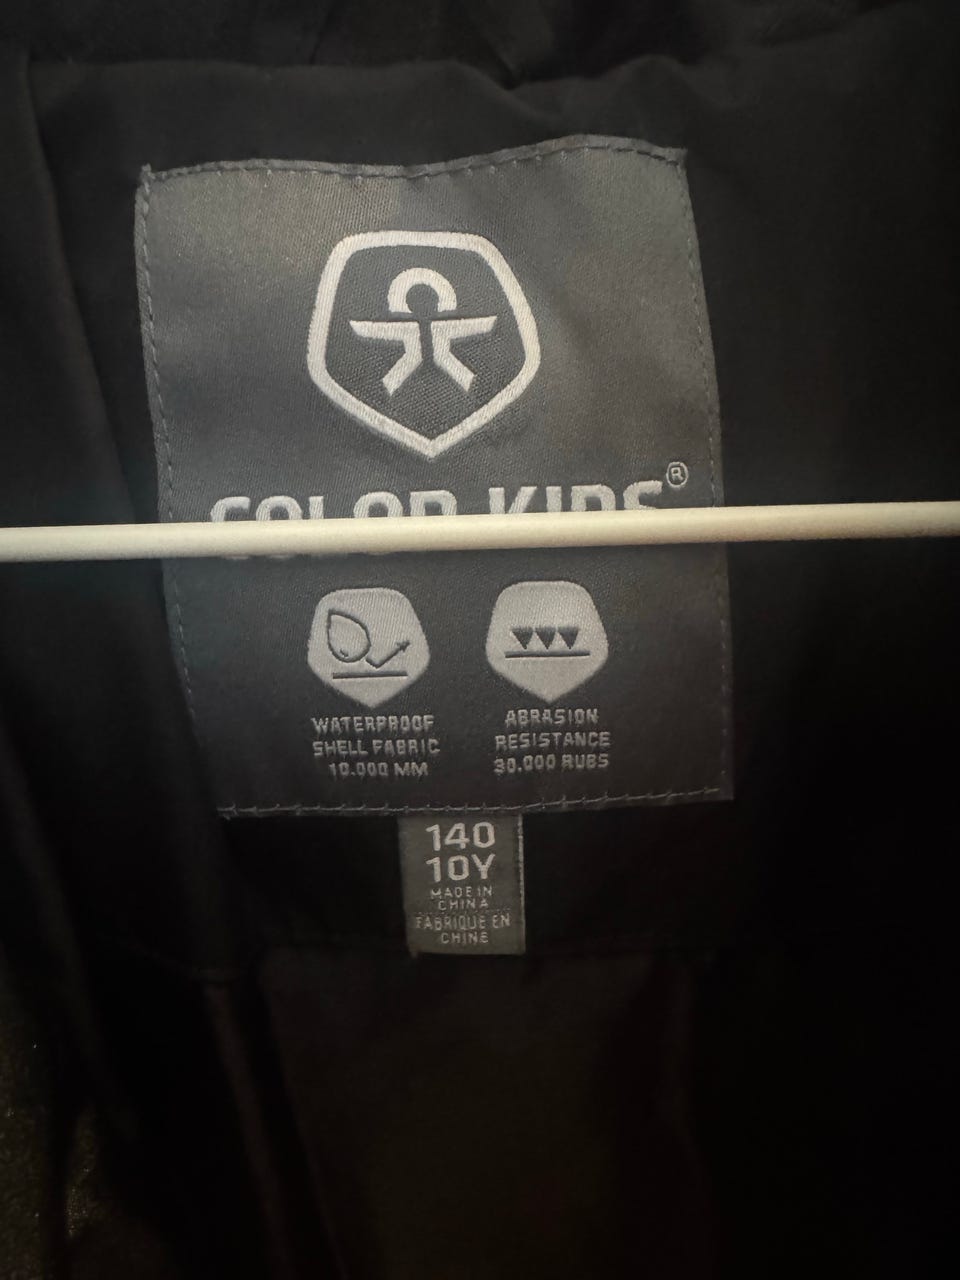 COLOR KIDS®
WATERPROOF
SHELL FABRIC
10.000 MM
ABRASION
RESISTANCE
30.000 RUBS
140
10Y
MADE IN
CHINA
FABRIQUE EN
CHINE